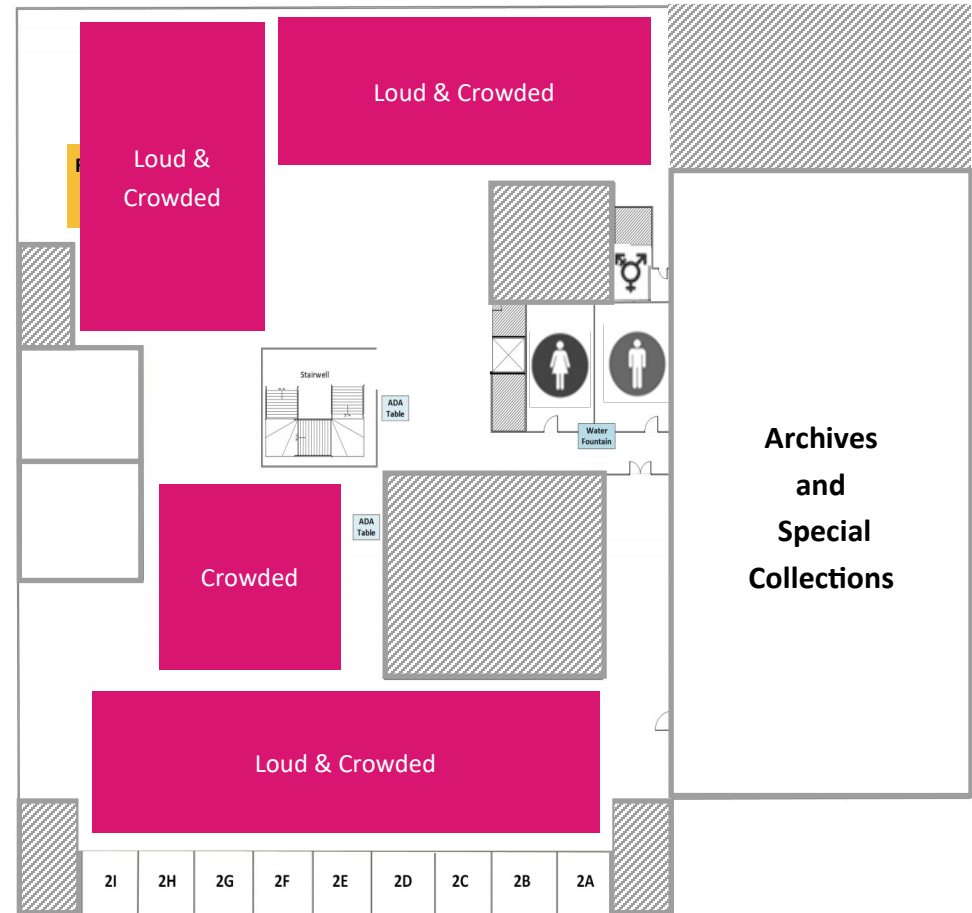 Loud & Crowded
Loud &
Crowded
Stairwell
ADA
Table
Water
Fountain
Archives
and
Special
Collections
ADA
Table
Crowded
Loud & Crowded
2I
2H
2G
2F
2E
2D
2C
2B
2A